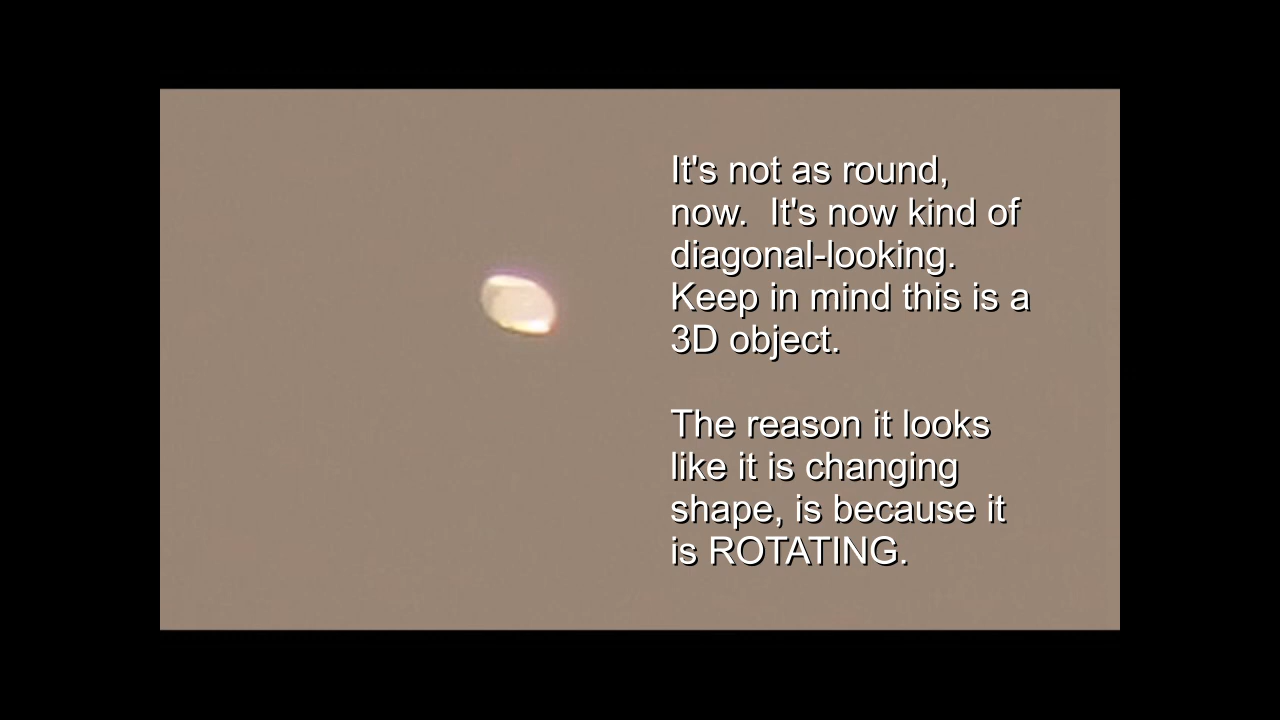 It's not as round,
now.  It's now kind of
diagonal-looking.
Keep in mind this is a
3D object.
The reason it looks
like it is changing
shape, is because it
is ROTATING.